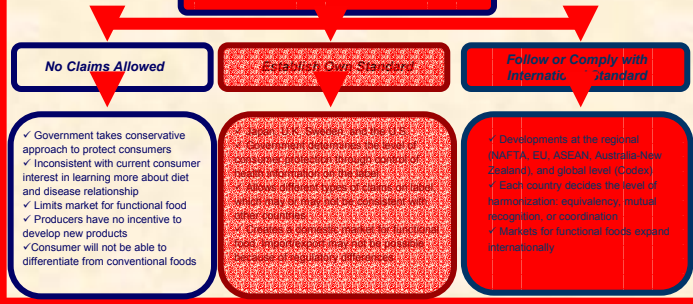 No Claims Allowed
Establish Own Standard
Follow or Comply with
International Standard
✓ Government takes conservative
approach to protect consumers
✓ Inconsistent with current consumer
interest in learning more about diet
and disease relationship
✓ Limits market for functional food
✓ Producers have no incentive to
develop new products
✓Consumer will not be able to
differentiate from conventional foods
✓ Japan, U.K. Sweden, and the U.S.
✓ Government determines the level of
consumer protection through control of
health information on the label
✓ Allows different types of claims on label
which may or may not be consistent with
other countries
✓ Creates a domestic market for functional
food, import/export may not be possible
because of regulatory differences
✓ Developments at the regional
(NAFTA, EU, ASEAN, Australia-New
Zealand), and global level (Codex)
✓ Each country decides the level of
harmonization: equivalency, mutual
recognition, or coordination
✓ Markets for functional foods expand
internationally